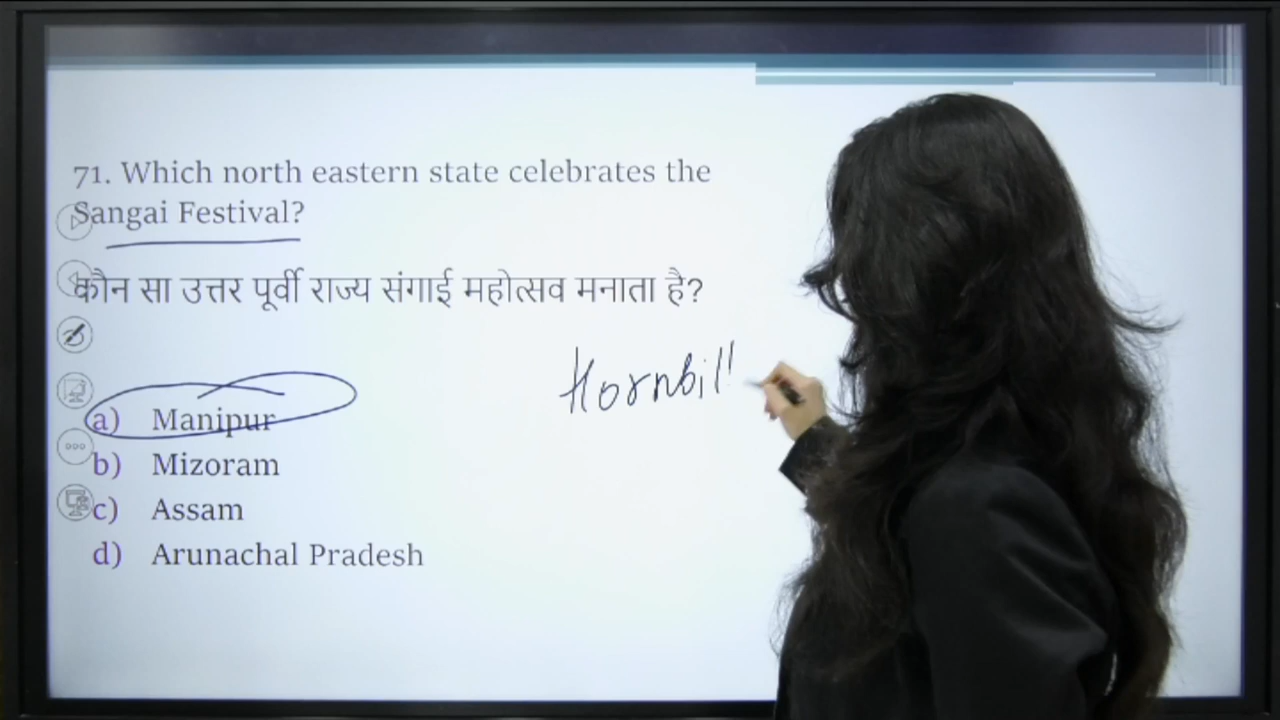 71. Which north eastern state celebrates the
Sangai Festival?
कौन सा उत्तर पूर्वी राज्य संगाई महोत्सव मनाता है?
Hornbill
a) Manipur
b) Mizoram
c) Assam
d) Arunachal Pradesh